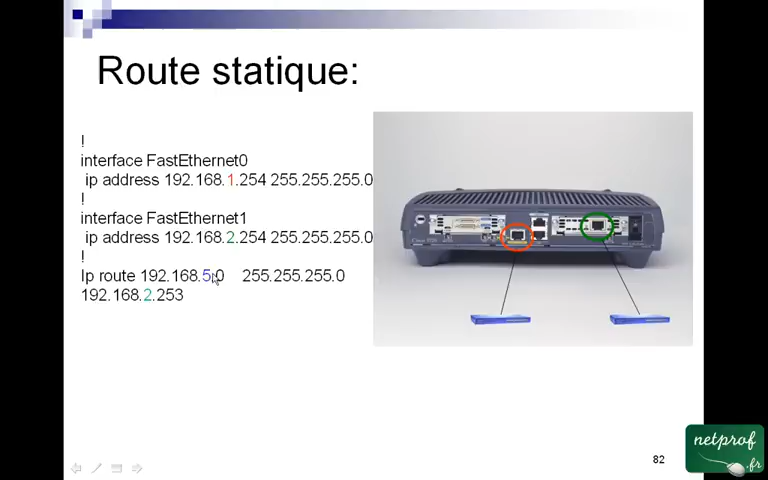 Route statique:
!
interface FastEthernet0
ip address 192.168.1.254 255.255.255.0
!
interface FastEthernet1
ip address 192.168.2.254 255.255.255.0
!
Ip route 192.168.5.0 255.255.255.0
192.168.2.253
82
netprof
.fr